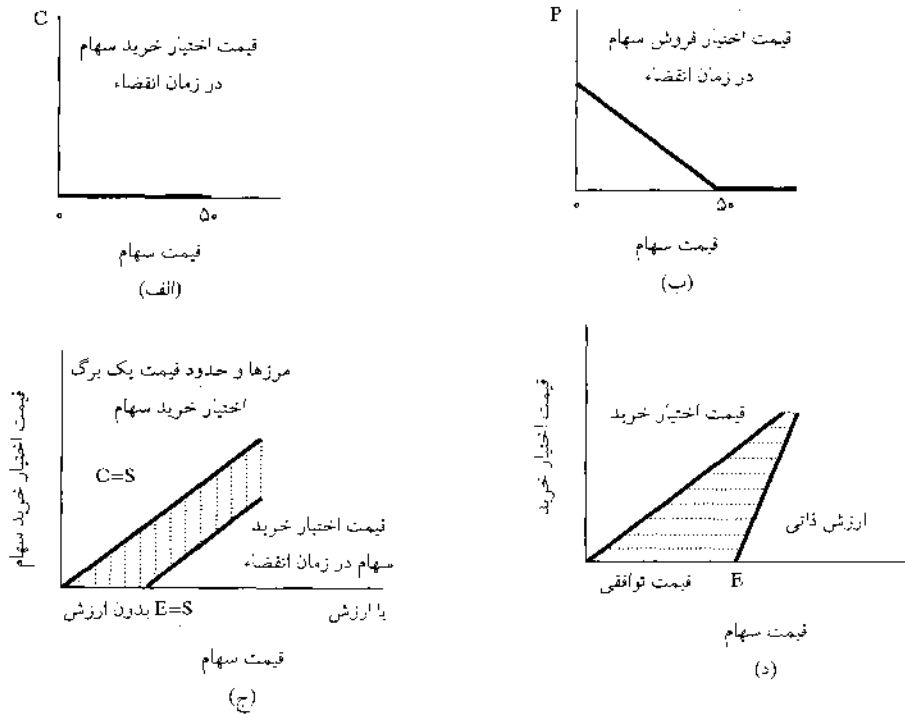 C
قیمت اختیار خرید سهام
در زمان انقضاء
۰ ۵۰
قیمت سهام
(الف)
P
قیمت اختیار فروش سهام
در زمان انقضاء
۰ ۵۰
قیمت سهام
(ب)
قیمت اختیار خرید سهام
مرزها و حدود قیمت یک برگ
اختیار خرید سهام
C=S
قیمت اختیار خرید
سهام در زمان انقضاء
بدون ارزش E=S با ارزش
قیمت سهام
(ج)
قیمت اختیار خرید
قیمت اختیار خرید
ارزش ذاتی
قیمت توافقی E
قیمت سهام
(د)